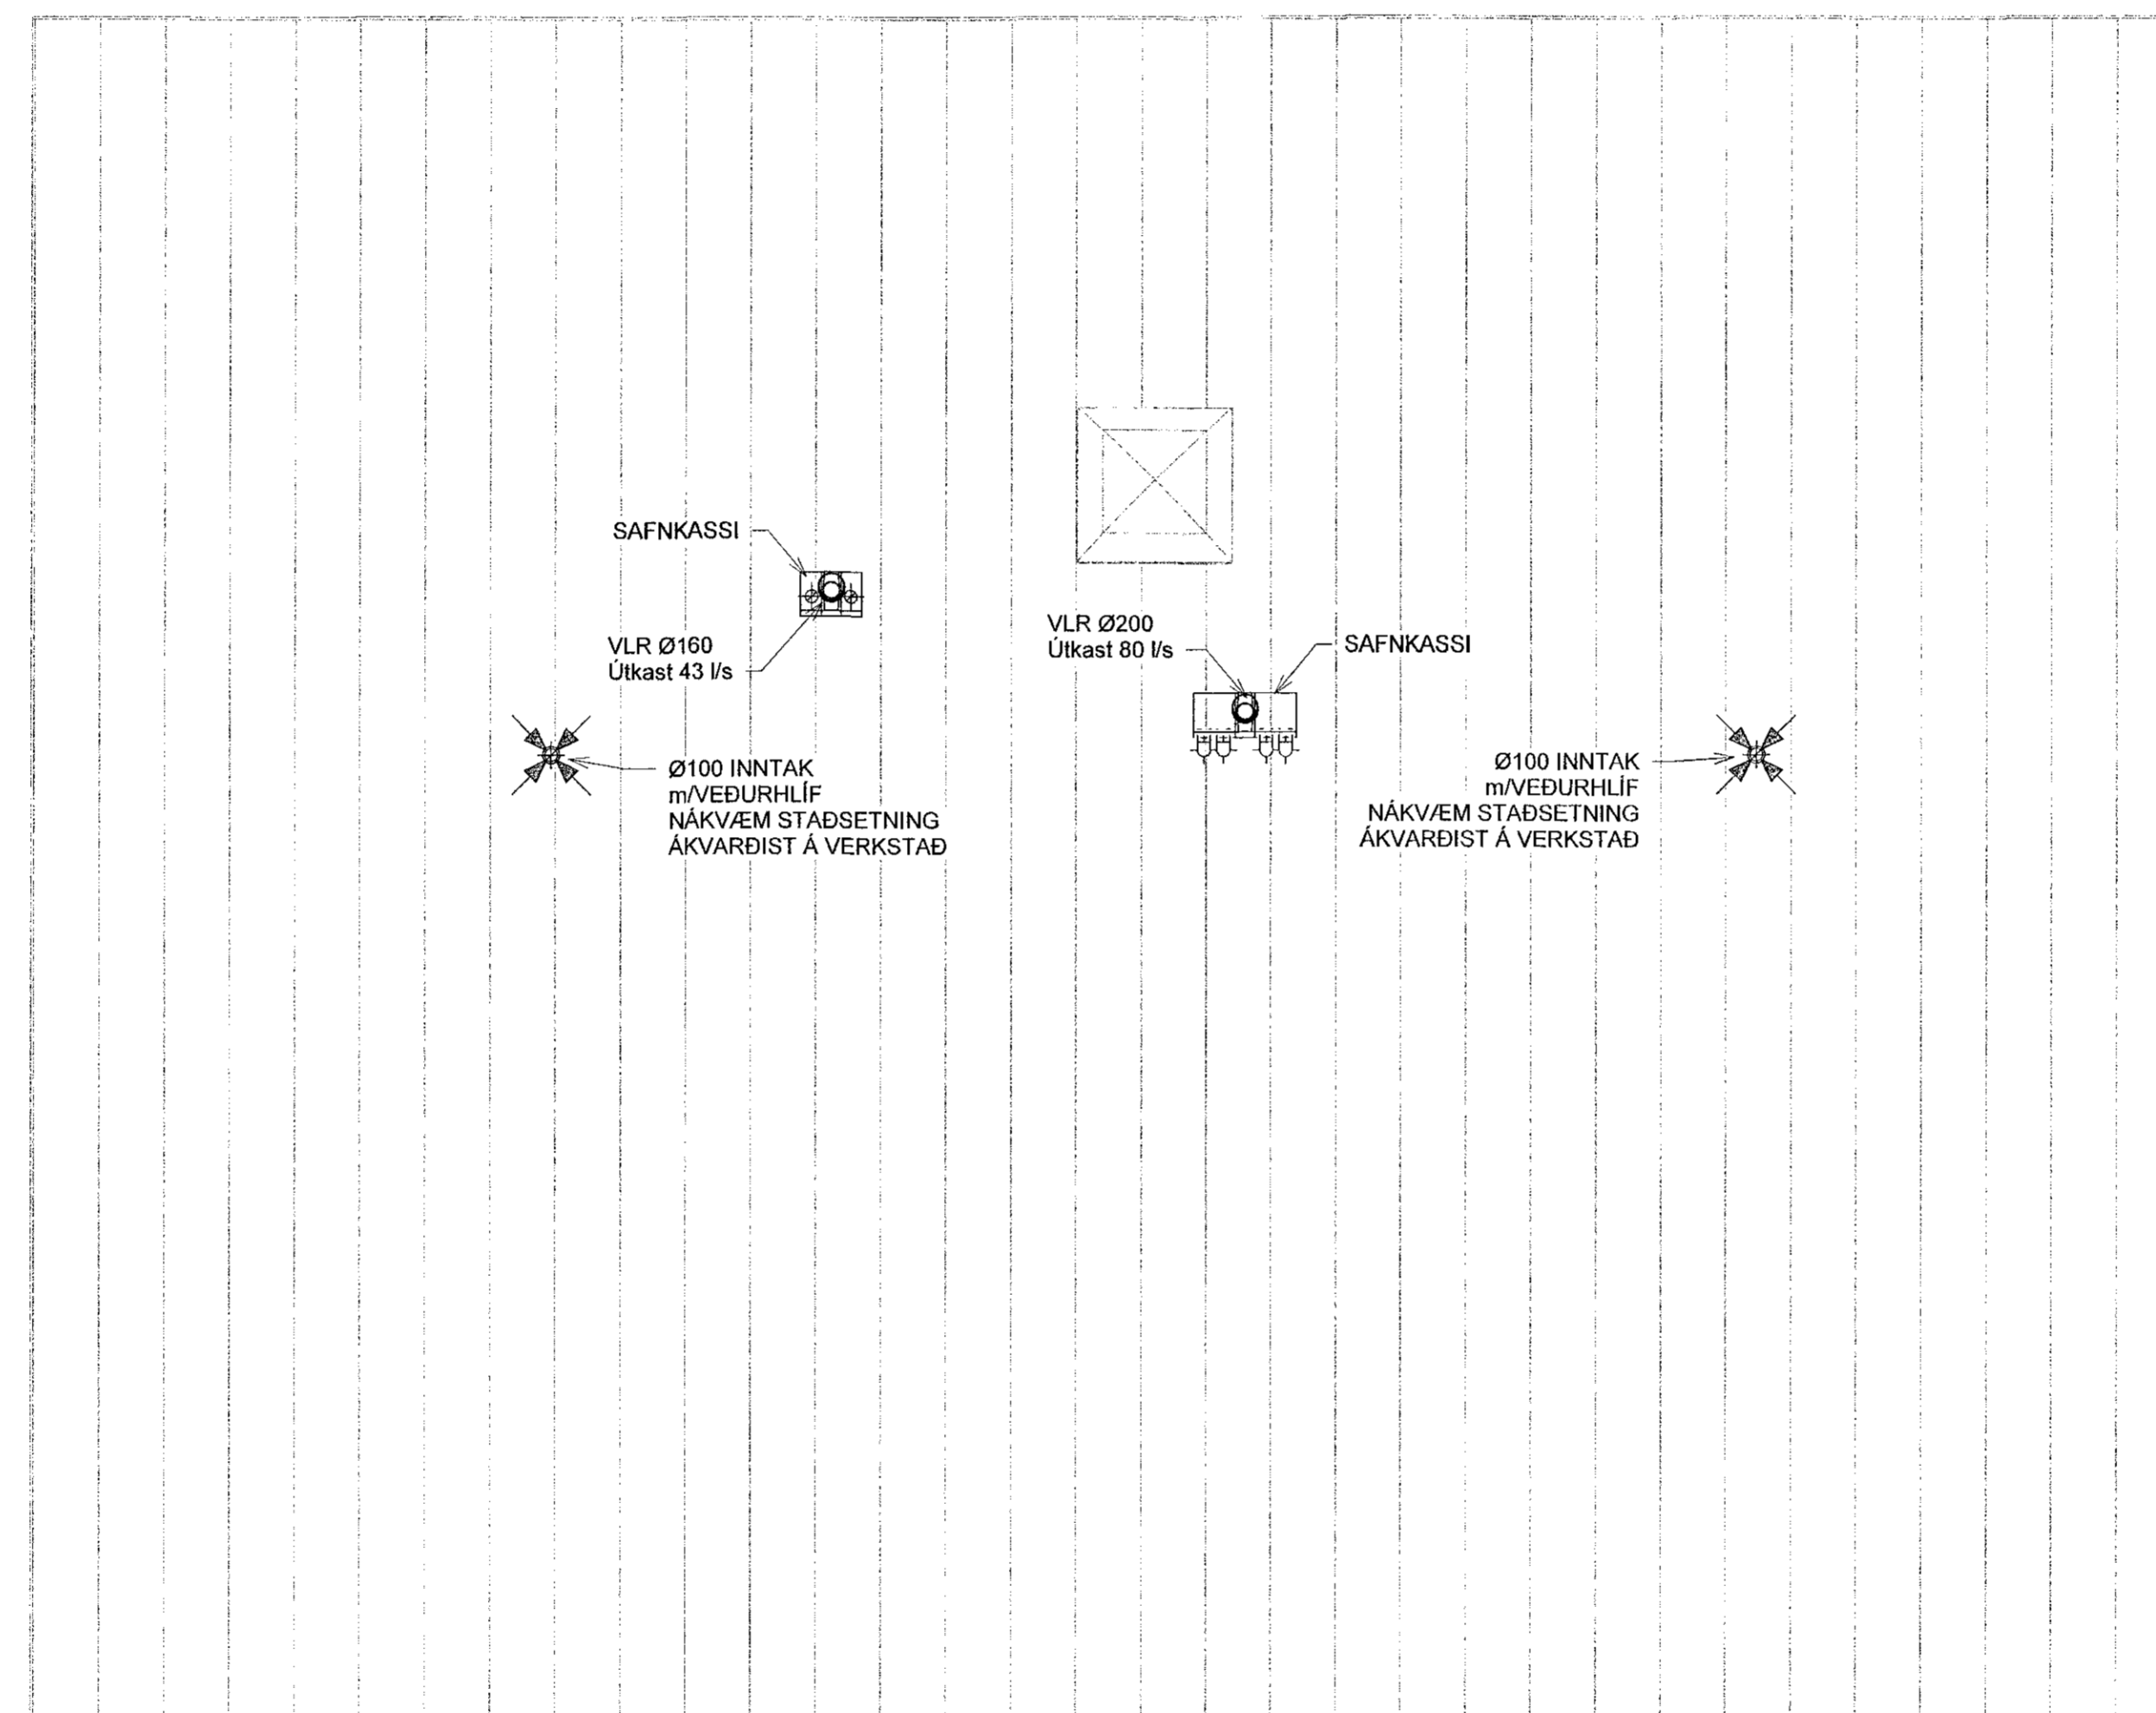 SAFNKASSI
VLR Ø160
Útkast 43 l/s
VLR Ø200
Útkast 80 l/s
SAFNKASSI
Ø100 INNTAK
m/VEÐURHLÍF
NÁKVÆM STAÐSETNING
ÁKVARÐIST Á VERKSTAÐ
Ø100 INNTAK
m/VEÐURHLÍF
NÁKVÆM STAÐSETNING
ÁKVARÐIST Á VERKSTAÐ